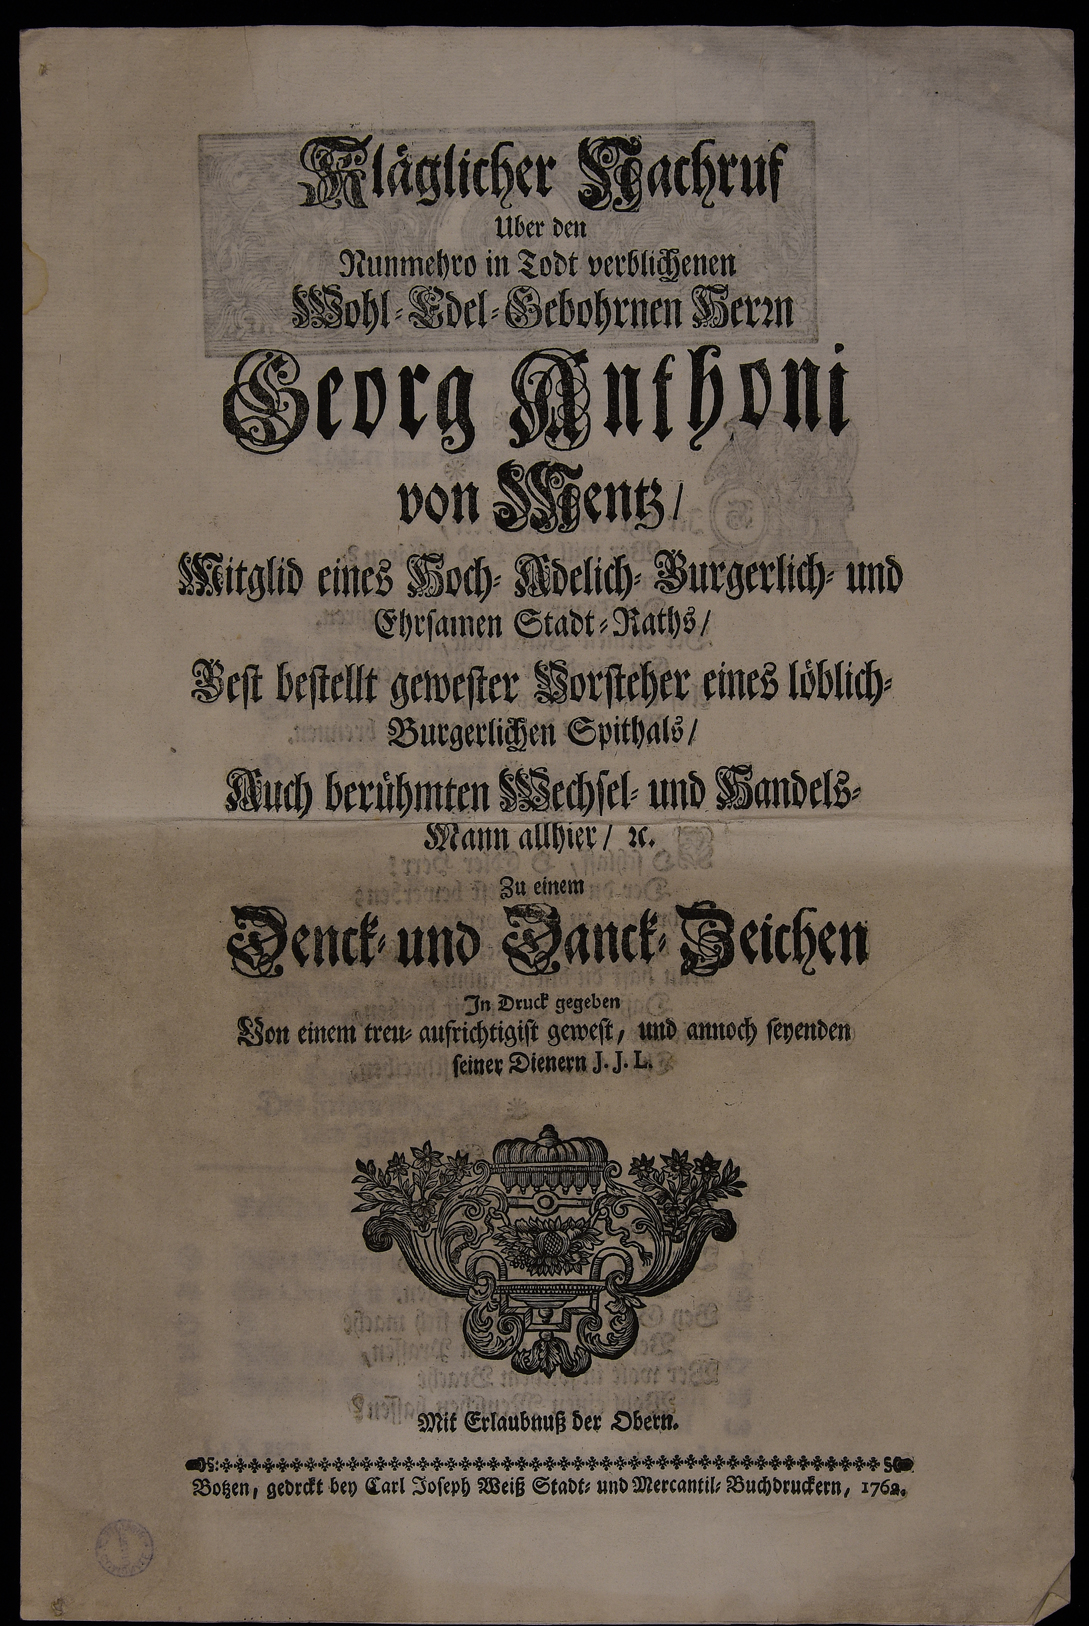 Kläglicher Nachruf
Uber den
Nunmehro in Todt verblichenen
Wohl-Edel-Gebohrnen Herrn
Georg Anthoni
von Mentz/
Mitglid eines Hoch- Adelich- Burgerlich- und
Ehrsamen Stadt-Raths/
Best bestellt gewester Vorsteher eines löblich-
Burgerlichen Spithals/
Auch berühmten Wechsel- und Handels-
Mann allhier/ ꝛc.
Zu einem
Denck- und Danck-Zeichen
In Druck gegeben
Von einem treu- aufrichtigist gewest, und annoch seyenden
seiner Dienern J. J. L.
Mit Erlaubnuß der Obern.
Botzen, gedrckt bey Carl Joseph Weiß Stadt- und Mercantil-Buchdruckern, 1762.